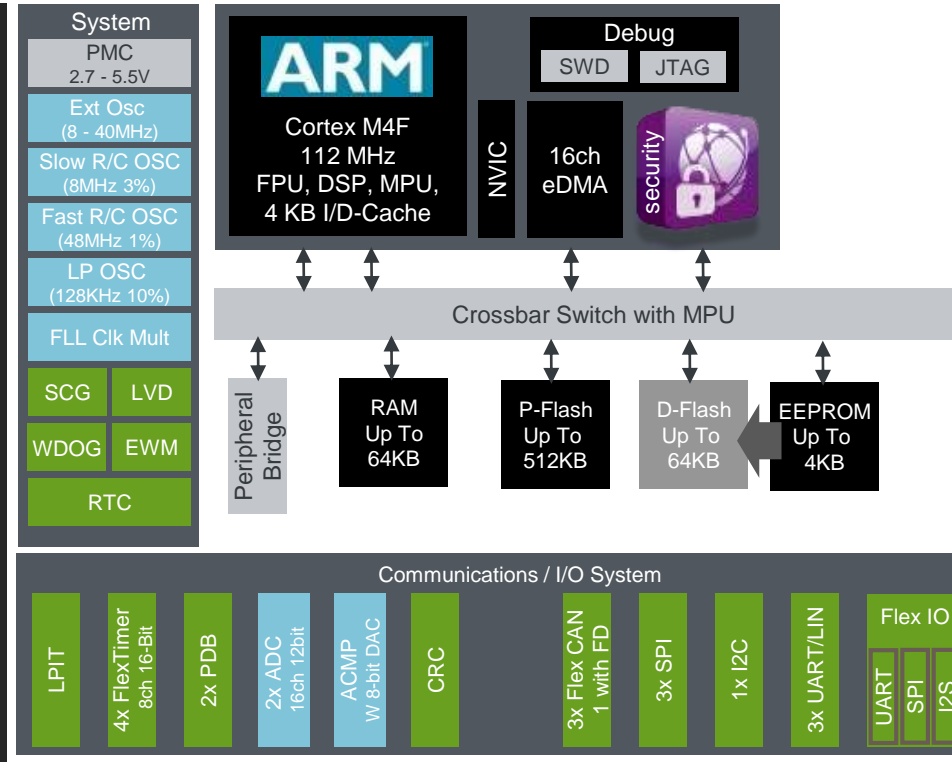 System
PMC
2.7 - 5.5V
Ext Osc
(8 - 40MHz)
Slow R/C OSC
(8MHz 3%)
Fast R/C OSC
(48MHz 1%)
LP OSC
(128KHz 10%)
FLL Clk Mult
SCG
LVD
WDOG
EWM
RTC
ARM
Cortex M4F
112 MHz
FPU, DSP, MPU,
4 KB I/D-Cache
NVIC
Debug
SWD
JTAG
16ch
eDMA
security
Crossbar Switch with MPU
Peripheral
Bridge
RAM
Up To
64KB
P-Flash
Up To
512KB
D-Flash
Up To
64KB
EEPROM
Up To
4KB
Communications / I/O System
LPIT
4x FlexTimer
8ch 16-Bit
2x PDB
2x ADC
16ch 12bit
ACMP
W 8-bit DAC
CRC
3x Flex CAN
1 with FD
3x SPI
1x I2C
3x UART/LIN
Flex IO
UART
SPI
I2S